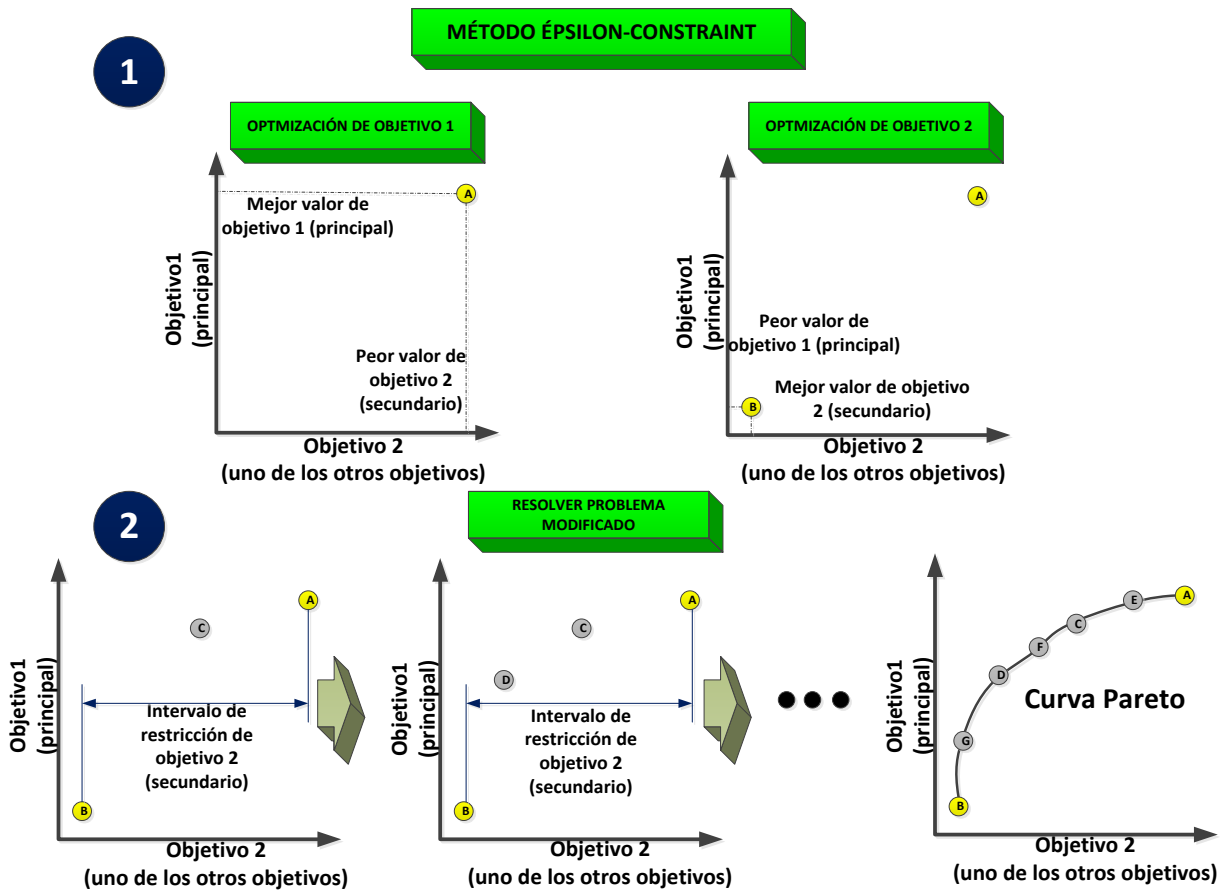 MÉTODO ÉPSILON-CONSTRAINT
1
OPTMIZACIÓN DE OBJETIVO 1
A
Mejor valor de
objetivo 1 (principal)
Objetivo1
(principal)
Peor valor de
objetivo 2
(secundario)
Objetivo 2
(uno de los otros objetivos)
OPTMIZACIÓN DE OBJETIVO 2
A
Objetivo1
(principal)
Peor valor de
objetivo 1 (principal)
B
Mejor valor de objetivo
2 (secundario)
Objetivo 2
(uno de los otros objetivos)
2
RESOLVER PROBLEMA
MODIFICADO
A
C
Objetivo1
(principal)
Intervalo de
restricción de
objetivo 2
(secundario)
B
Objetivo 2
(uno de los otros objetivos)
A
C
D
Objetivo1
(principal)
Intervalo de
restricción de
objetivo 2
(secundario)
B
Objetivo 2
(uno de los otros objetivos)
A
E
C
F
D
G
B
Curva Pareto
Objetivo1
(principal)
Objetivo 2
(uno de los otros objetivos)